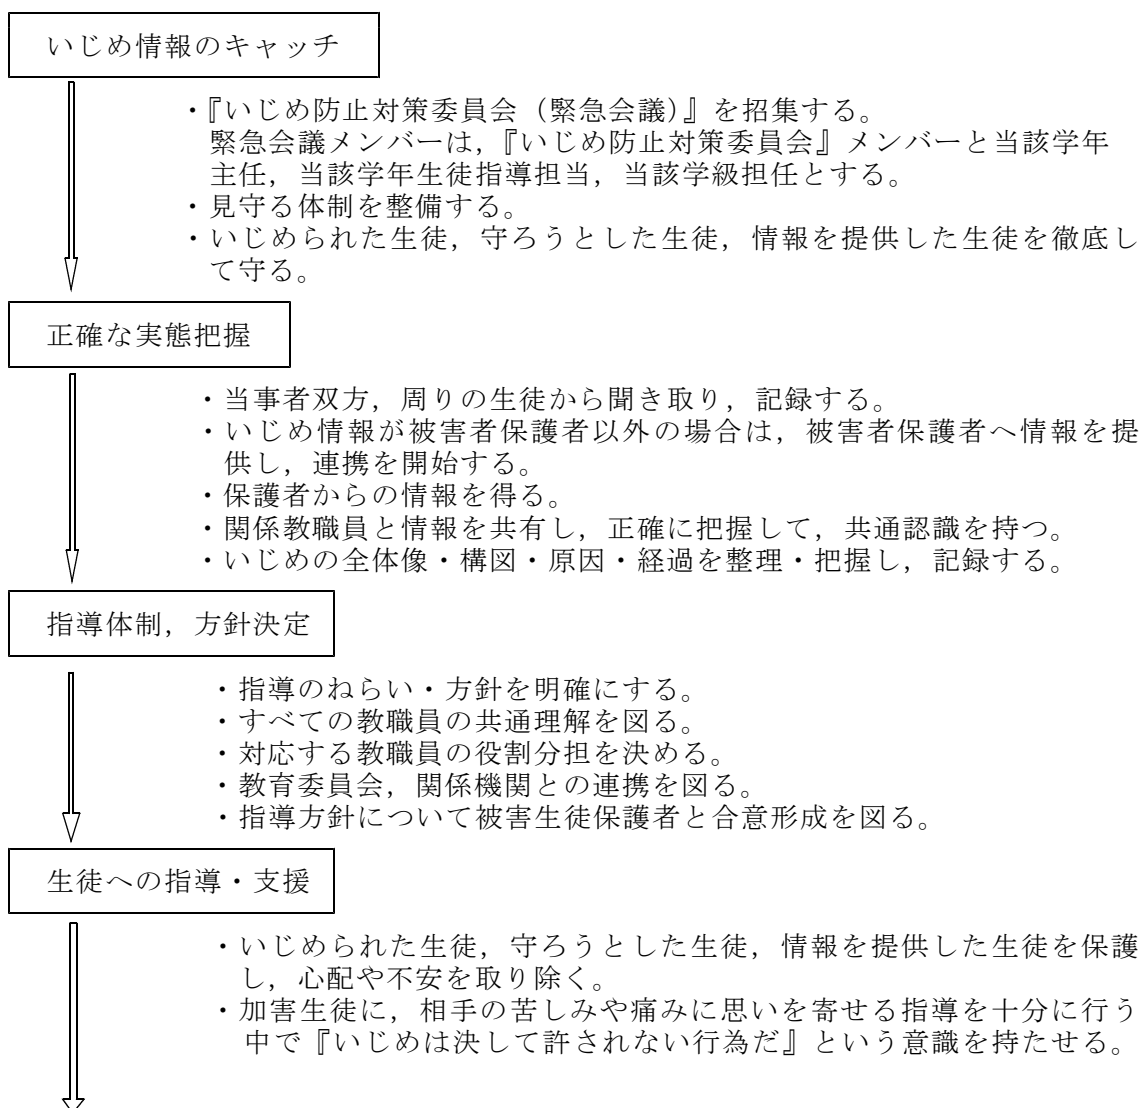 いじめ情報のキャッチ
・『いじめ防止対策委員会（緊急会議）』を招集する。
緊急会議メンバーは，『いじめ防止対策委員会』メンバーと当該学年
主任，当該学年生徒指導担当，当該学級担任とする。
・見守る体制を整備する。
・いじめられた生徒，守ろうとした生徒，情報を提供した生徒を徹底し
て守る。
正確な実態把握
・当事者双方，周りの生徒から聞き取り，記録する。
・いじめ情報が被害者保護者以外の場合は，被害者保護者へ情報を提
供し，連携を開始する。
・保護者からの情報を得る。
・関係教職員と情報を共有し，正確に把握して，共通認識を持つ。
・いじめの全体像・構図・原因・経過を整理・把握し，記録する。
指導体制，方針決定
・指導のねらい・方針を明確にする。
・すべての教職員の共通理解を図る。
・対応する教職員の役割分担を決める。
・教育委員会，関係機関との連携を図る。
・指導方針について被害生徒保護者と合意形成を図る。
生徒への指導・支援
・いじめられた生徒，守ろうとした生徒，情報を提供した生徒を保護
し，心配や不安を取り除く。
・加害生徒に，相手の苦しみや痛みに思いを寄せる指導を十分に行う
中で『いじめは決して許されない行為だ』という意識を持たせる。